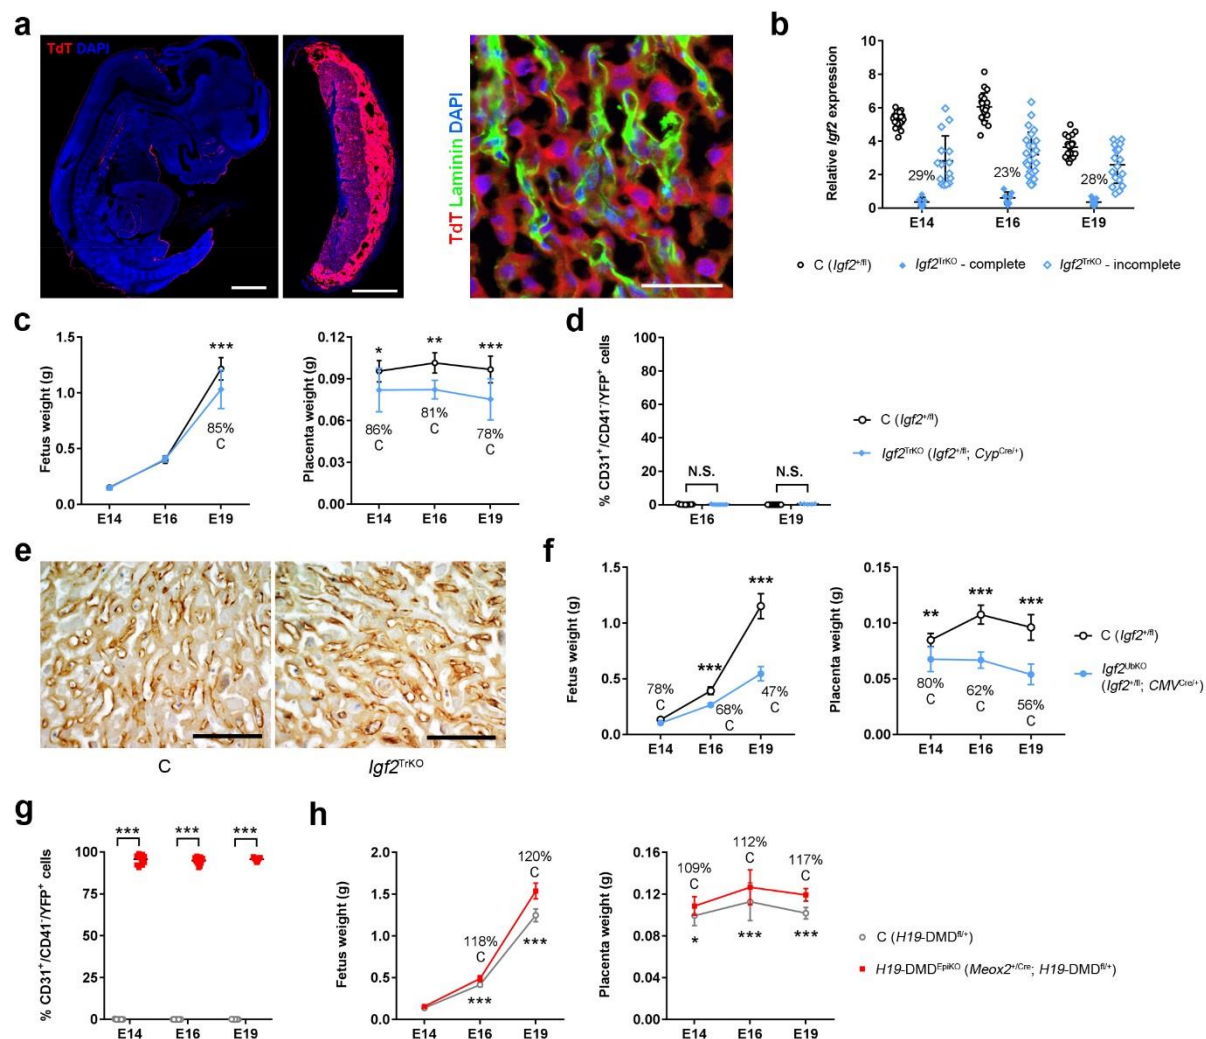 a
TdT DAPI
TdT Laminin DAPI
b
Relative Igf2 expression
10
8
6
4
2
0
29%
23%
28%
E14
E16
E19
C (Igf2+/fl)
Igf2TrKO - complete
Igf2TrKO - incomplete
c
Fetus weight (g)
1.5
1.0
0.5
0.0
***
85%
C
E14
E16
E19
Placenta weight (g)
0.12
0.09
0.06
0.03
0.00
*
**
***
86%
C
81%
C
78%
C
E14
E16
E19
d
% CD31+/CD41-/YFP+ cells
100
80
60
40
20
0
N.S.
N.S.
E16
E19
C (Igf2+/fl)
Igf2TrKO (Igf2+/fl; CypCre/+)
e
C
Igf2TrKO
f
Fetus weight (g)
1.5
1.0
0.5
0.0
78%
C
***
68%
C
***
47%
C
E14
E16
E19
Placenta weight (g)
0.15
0.10
0.05
0.00
**
***
***
80%
C
62%
C
56%
C
E14
E16
E19
C (Igf2+/fl)
Igf2UbKO
(Igf2+/fl; CMVCre/+)
g
% CD31+/CD41-/YFP+ cells
100
75
50
25
0
***
***
***
E14
E16
E19
h
Fetus weight (g)
2.0
1.5
1.0
0.5
0.0
118%
C
***
120%
C
***
E14
E16
E19
Placenta weight (g)
0.16
0.12
0.08
0.04
0.00
109%
C
112%
C
117%
C
*
***
***
E14
E16
E19
C (H19-DMDfl/+)
H19-DMDEpiKO (Meox2+/Cre; H19-DMDfl/+)